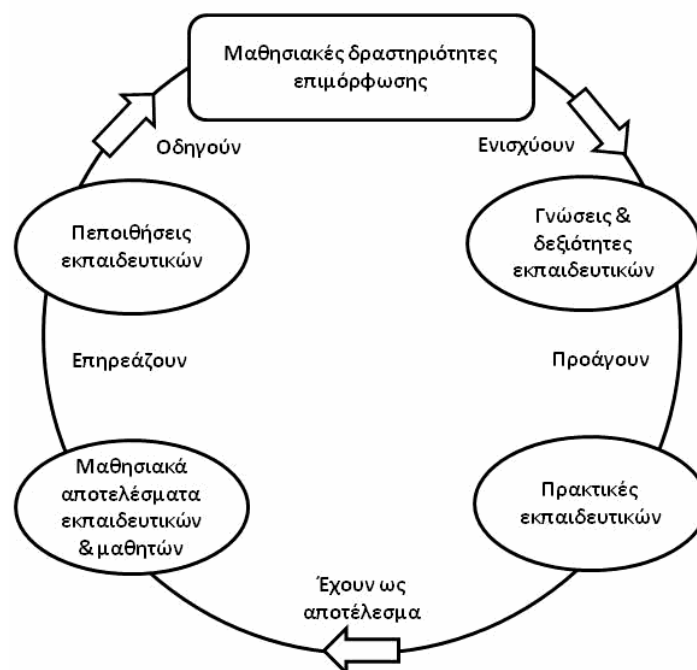 Μαθησιακές δραστηριότητες
επιμόρφωσης
Οδηγούν
Ενισχύουν
Πεποιθήσεις
εκπαιδευτικών
Γνώσεις &
δεξιότητες
εκπαιδευτικών
Επηρεάζουν
Προάγουν
Μαθησιακά
αποτελέσματα
εκπαιδευτικών
& μαθητών
Πρακτικές
εκπαιδευτικών
Έχουν ως
αποτέλεσμα